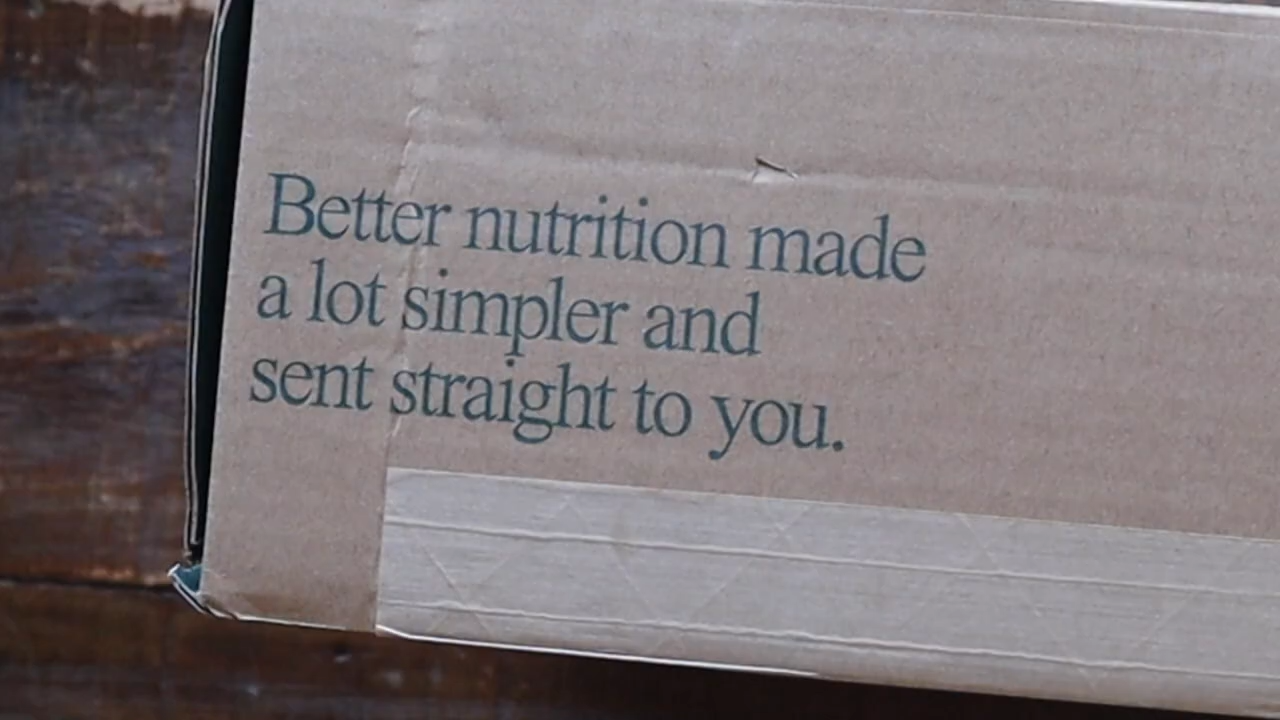 Better nutrition made
a lot simpler and
sent straight to you.